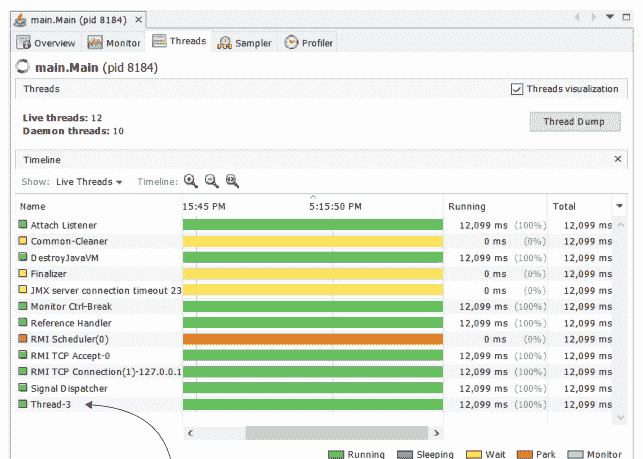 main.Main (pid 8184)
Overview Monitor Threads Sampler Profiler
main.Main (pid 8184)
Threads Threads visualization
Live threads: 12
Daemon threads: 10
Thread Dump
Timeline
Show: Live Threads Timeline:
Name 15:45 PM 5:15:50 PM Running Total
Attach Listener 12,099 ms (100%) 12,099 ms
Common-Cleaner 0 ms (0%) 12,099 ms
DestroyJavaVM 12,099 ms (100%) 12,099 ms
Finalizer 0 ms (0%) 12,099 ms
JMX server connection timeout 23 0 ms (0%) 12,099 ms
Monitor Ctrl-Break 12,099 ms (100%) 12,099 ms
Reference Handler 12,099 ms (100%) 12,099 ms
RMI Scheduler(0) 0 ms (0%) 12,099 ms
RMI TCP Accept-0 12,099 ms (100%) 12,099 ms
RMI TCP Connection(1)-127.0.0.1 12,099 ms (100%) 12,099 ms
Signal Dispatcher 12,099 ms (100%) 12,099 ms
Thread-3 12,099 ms (100%) 12,099 ms
Running Sleeping Wait Park Monitor